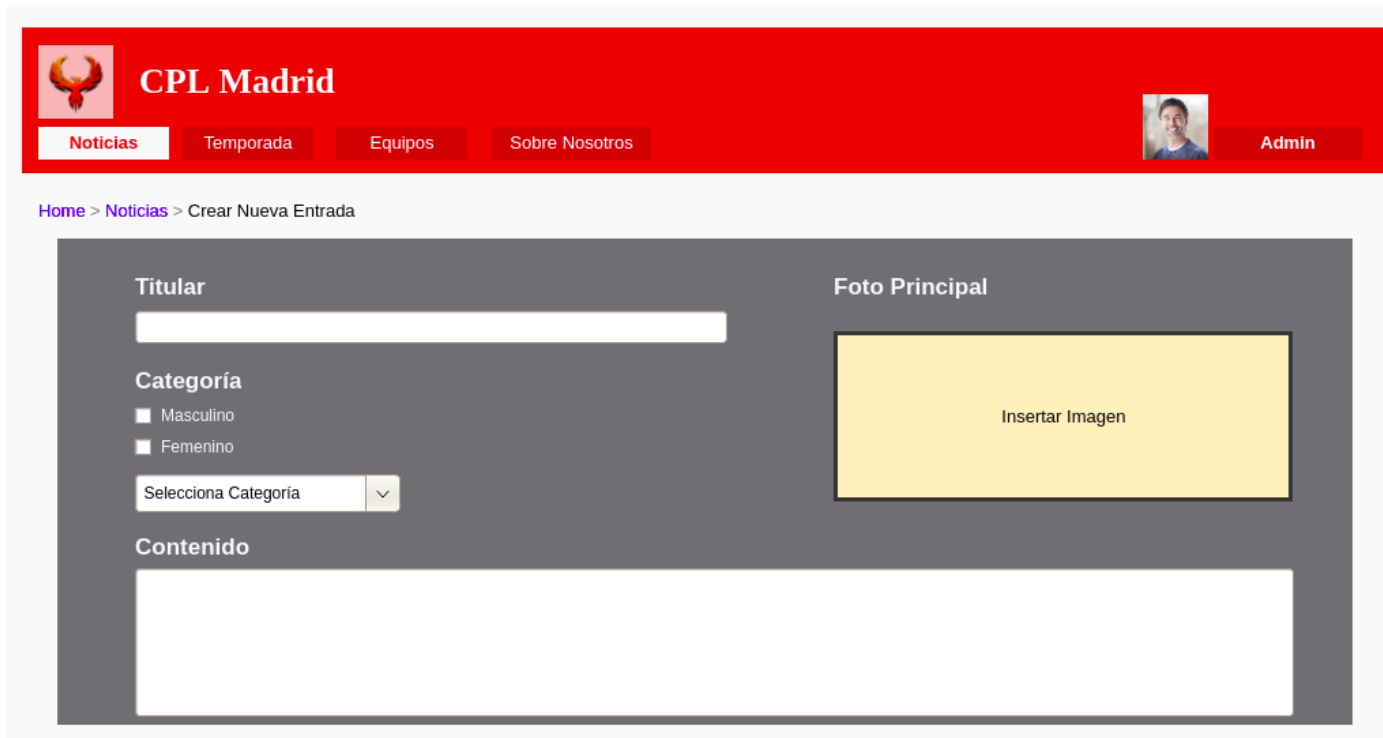 CPL Madrid
Noticias
Temporada
Equipos
Sobre Nosotros
Admin
Home > Noticias > Crear Nueva Entrada
Titular
Foto Principal
Categoría
Masculino
Femenino
Insertar Imagen
Selecciona Categoría
Contenido